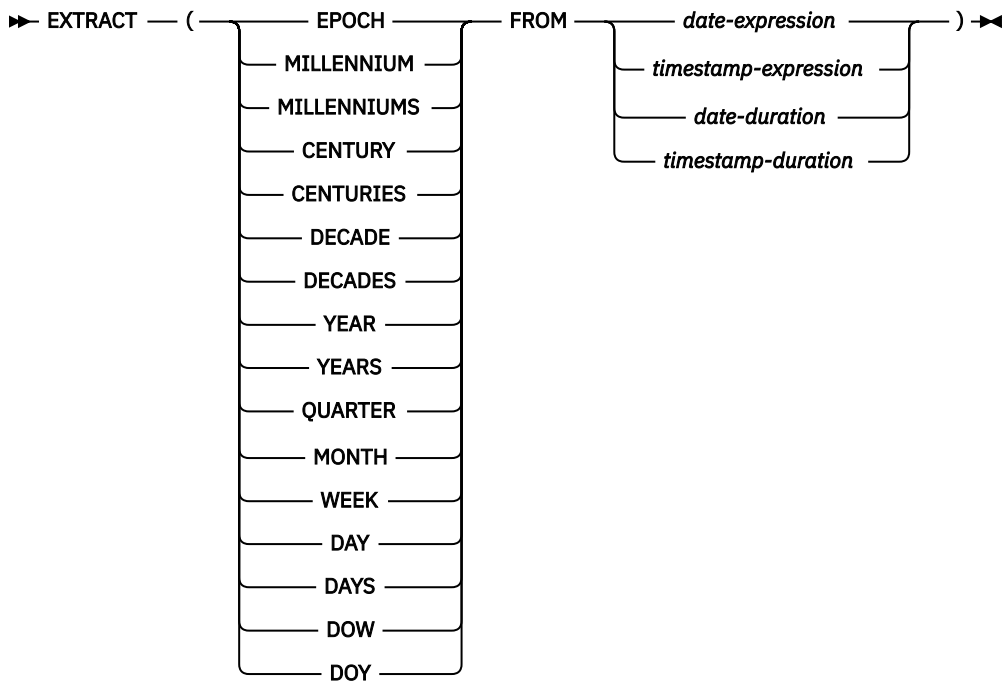 EXTRACT ( EPOCH FROM date-expression )
MILLENNIUM timestamp-expression
MILLENNIUMS date-duration
CENTURY timestamp-duration
CENTURIES
DECADE
DECADES
YEAR
YEARS
QUARTER
MONTH
WEEK
DAY
DAYS
DOW
DOY